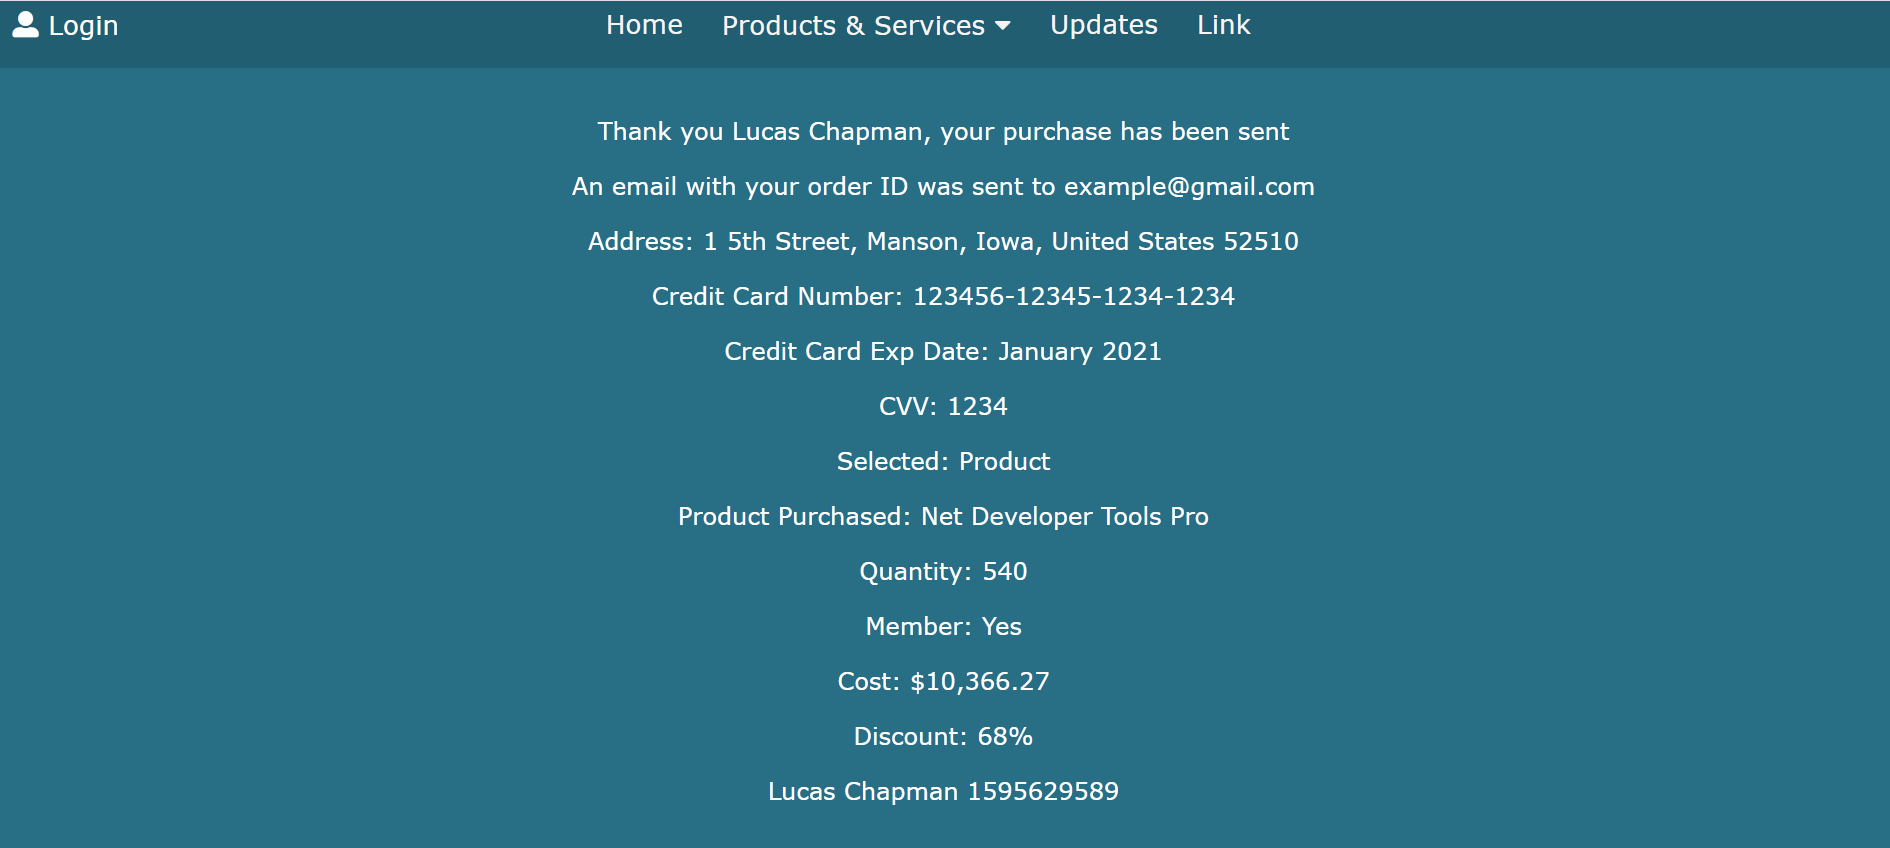 Login Home Products & Services Updates Link
Thank you Lucas Chapman, your purchase has been sent
An email with your order ID was sent to example@gmail.com
Address: 1 5th Street, Manson, Iowa, United States 52510
Credit Card Number: 123456-12345-1234-1234
Credit Card Exp Date: January 2021
CVV: 1234
Selected: Product
Product Purchased: Net Developer Tools Pro
Quantity: 540
Member: Yes
Cost: $10,366.27
Discount: 68%
Lucas Chapman 1595629589